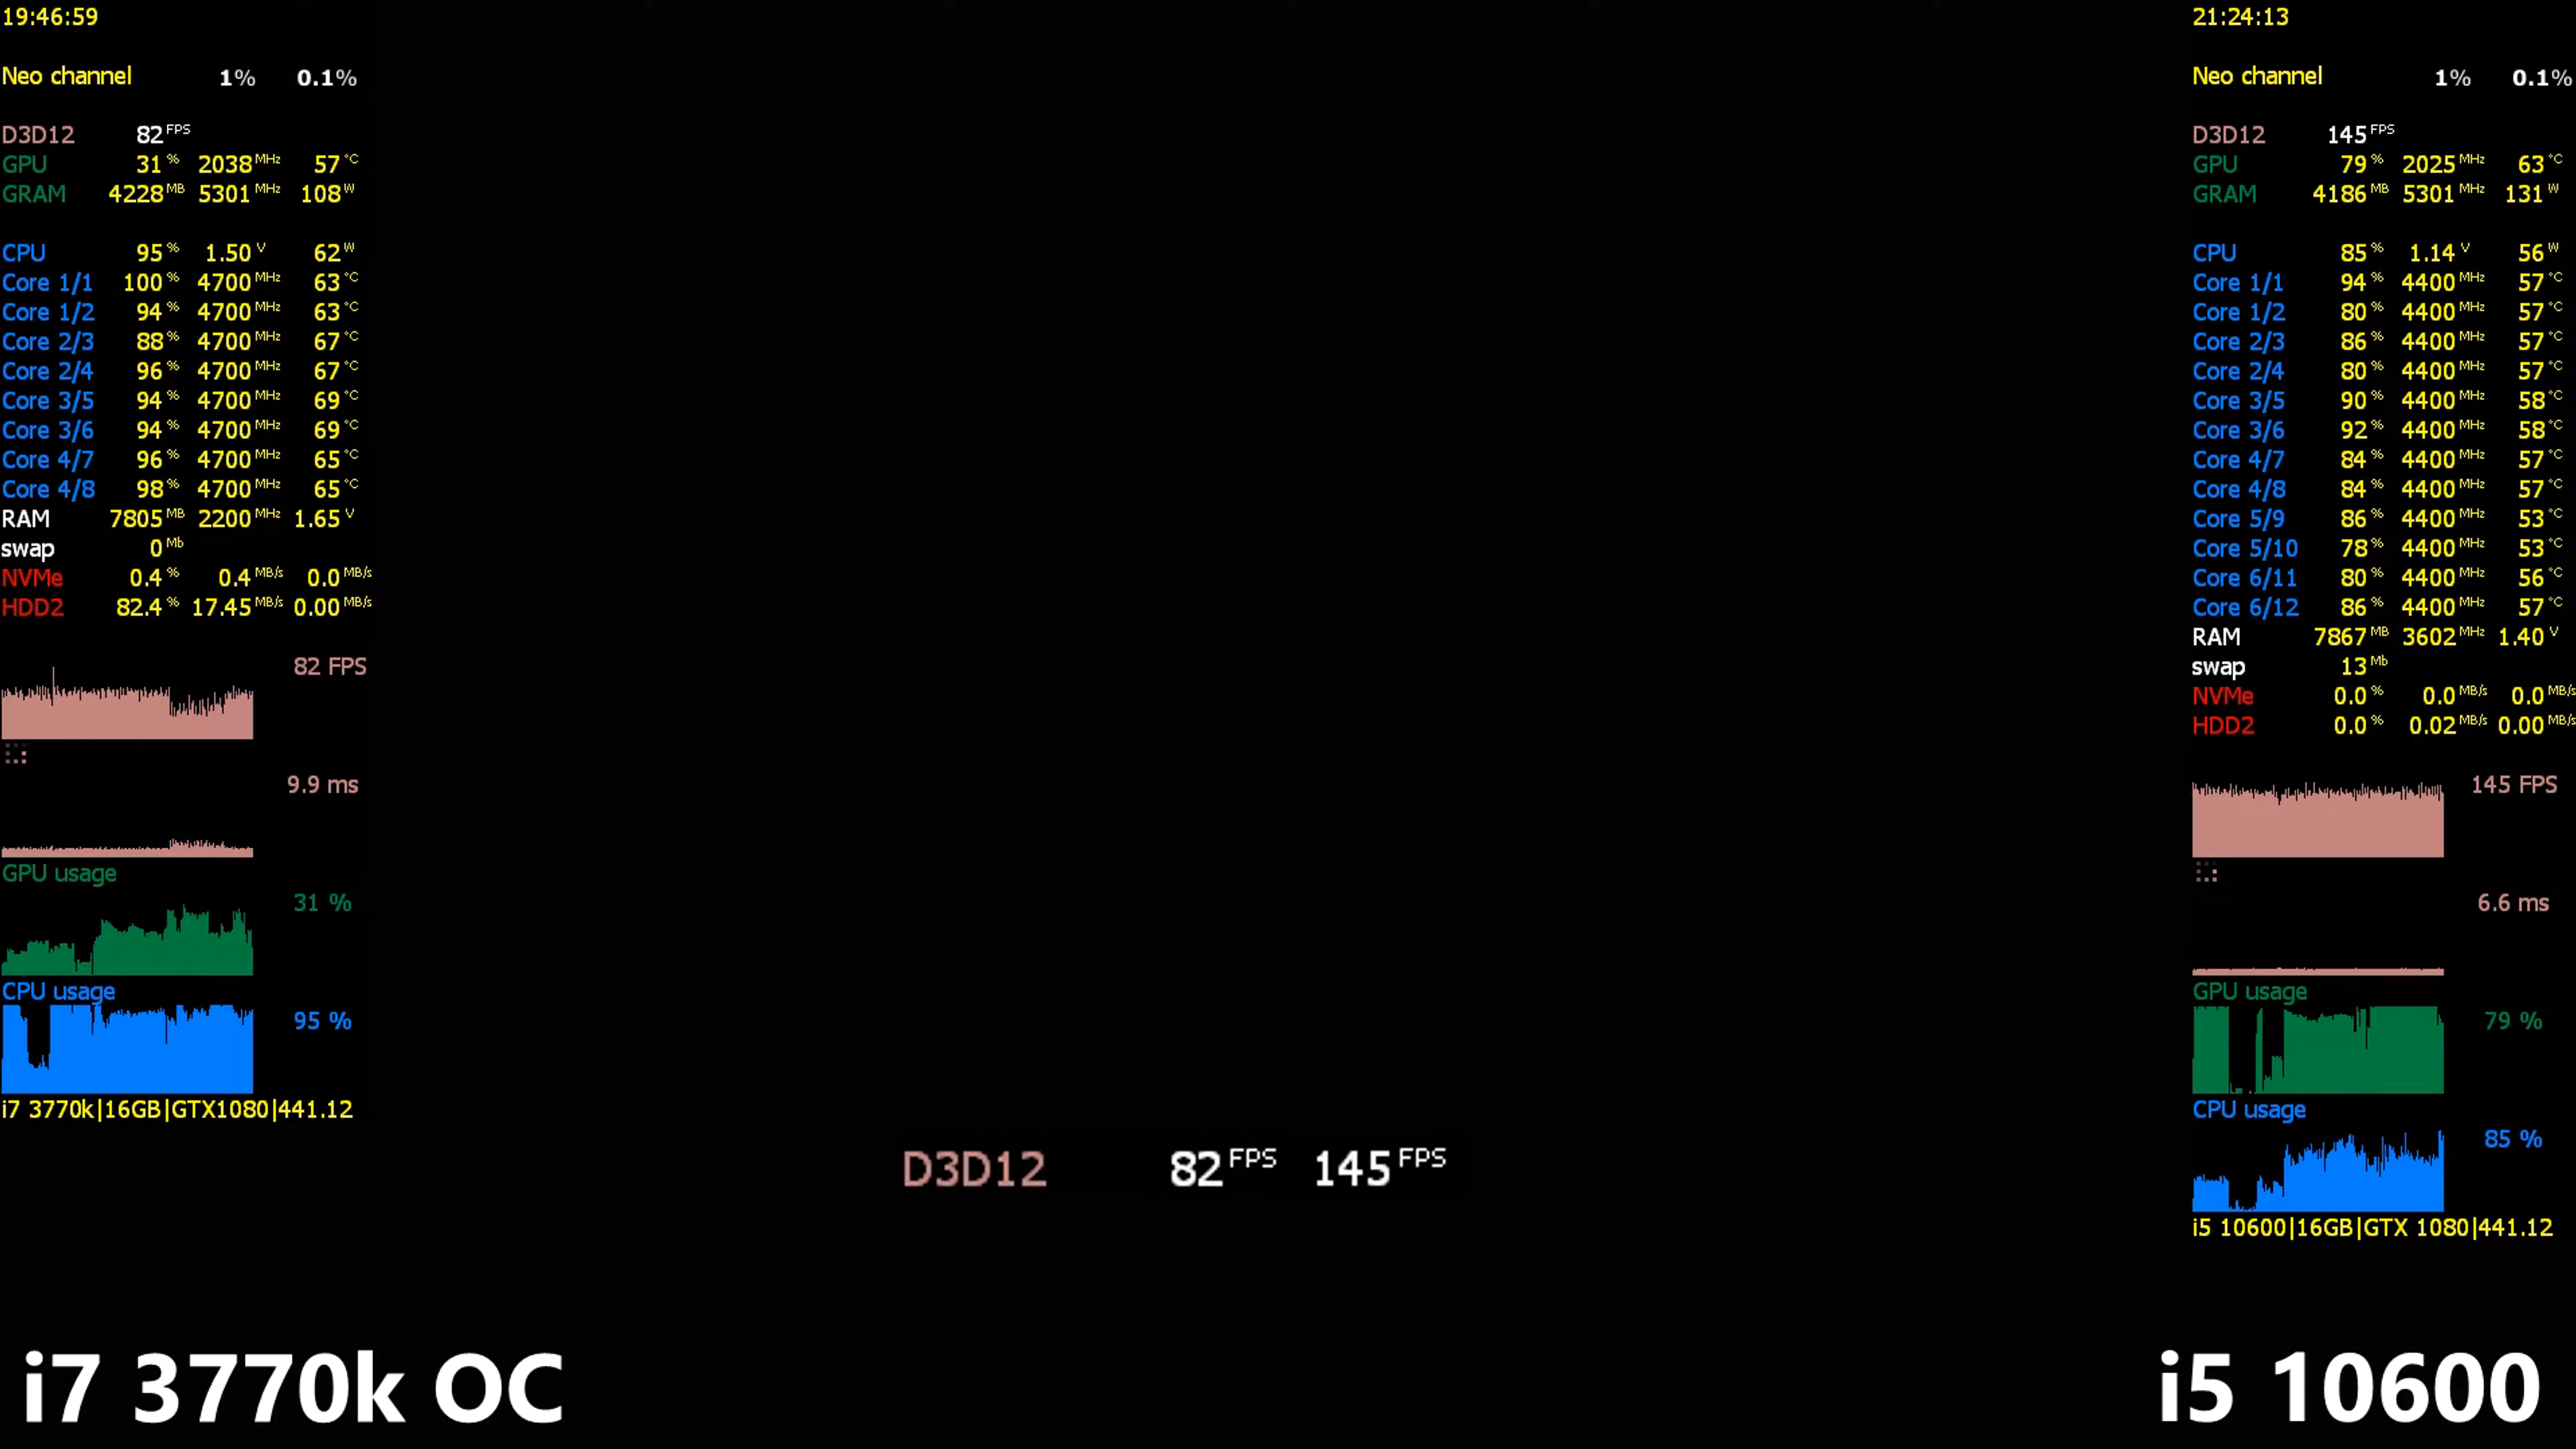 19:46:59
Neo channel 1% 0.1%
D3D12 82 FPS
GPU 31 % 2038 MHz 57 °C
GRAM 4228 MB 5301 MHz 108 W
CPU 95 % 1.50 V 62 W
Core 1/1 100 % 4700 MHz 63 °C
Core 1/2 94 % 4700 MHz 63 °C
Core 2/3 88 % 4700 MHz 67 °C
Core 2/4 96 % 4700 MHz 67 °C
Core 3/5 94 % 4700 MHz 69 °C
Core 3/6 94 % 4700 MHz 69 °C
Core 4/7 96 % 4700 MHz 65 °C
Core 4/8 98 % 4700 MHz 65 °C
RAM 7805 MB 2200 MHz 1.65 V
swap 0 Mb
NVMe 0.4 % 0.4 MB/s 0.0 MB/s
HDD2 82.4 % 17.45 MB/s 0.00 MB/s
82 FPS
9.9 ms
GPU usage
31 %
CPU usage
95 %
i7 3770k|16GB|GTX1080|441.12
i7 3770k OC
D3D12 82 FPS 145 FPS
21:24:13
Neo channel 1% 0.1%
D3D12 145 FPS
GPU 79 % 2025 MHz 63 °C
GRAM 4186 MB 5301 MHz 131 W
CPU 85 % 1.14 V 56 W
Core 1/1 94 % 4400 MHz 57 °C
Core 1/2 80 % 4400 MHz 57 °C
Core 2/3 86 % 4400 MHz 57 °C
Core 2/4 80 % 4400 MHz 57 °C
Core 3/5 90 % 4400 MHz 58 °C
Core 3/6 92 % 4400 MHz 58 °C
Core 4/7 84 % 4400 MHz 57 °C
Core 4/8 84 % 4400 MHz 57 °C
Core 5/9 86 % 4400 MHz 53 °C
Core 5/10 78 % 4400 MHz 53 °C
Core 6/11 80 % 4400 MHz 56 °C
Core 6/12 86 % 4400 MHz 57 °C
RAM 7867 MB 3602 MHz 1.40 V
swap 13 Mb
NVMe 0.0 % 0.0 MB/s 0.0 MB/s
HDD2 0.0 % 0.02 MB/s 0.00 MB/s
145 FPS
6.6 ms
GPU usage
79 %
CPU usage
85 %
i5 10600|16GB|GTX 1080|441.12
i5 10600